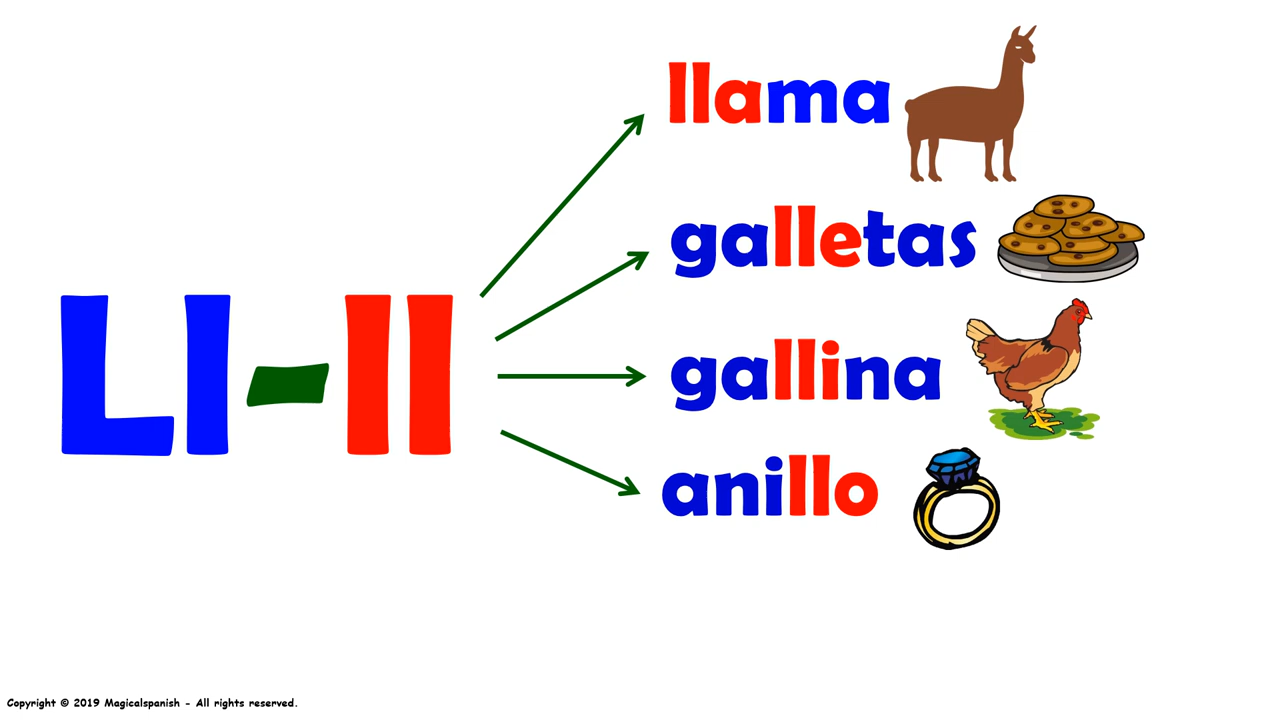 Ll-ll
llama
galletas
gallina
anillo
Copyright © 2019 Magicalspanish - All rights reserved.